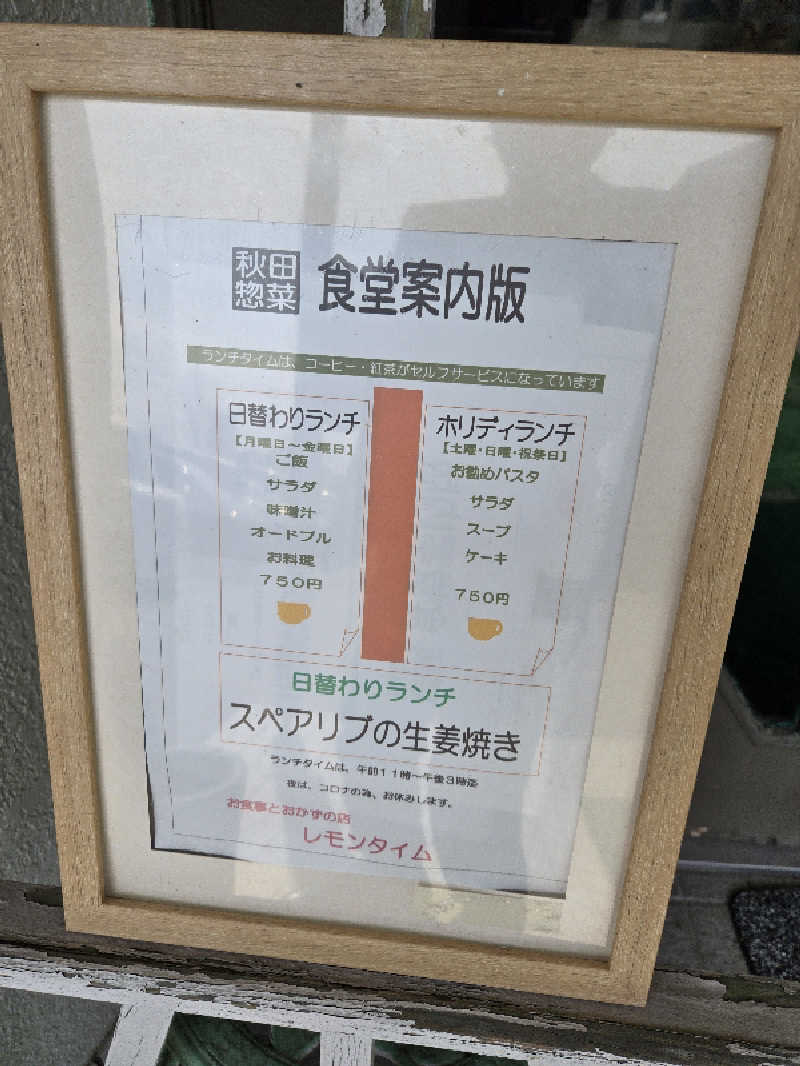 秋田
惣菜
食堂案内版
ランチタイムは、コーヒー・紅茶がセルフサービスになっています
日替わりランチ
【月曜日～金曜日】
ご飯
サラダ
味噌汁
オードブル
お料理
７５０円
ホリディランチ
【土曜・日曜・祝祭日】
お勧めパスタ
サラダ
スープ
ケーキ
７５０円
日替わりランチ
スペアリブの生姜焼き
ランチタイムは、午前１１時～午後３時迄
夜は、コロナの為、お休みします。
お食事とおかずの店
レモンタイム